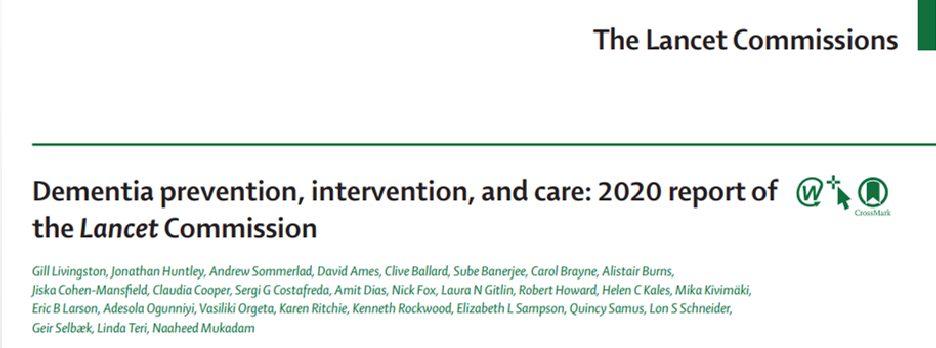 The Lancet Commissions
Dementia prevention, intervention, and care: 2020 report of
the Lancet Commission
CrossMark
Gill Livingston, Jonathan Huntley, Andrew Sommerlad, David Ames, Clive Ballard, Sube Banerjee, Carol Brayne, Alistair Burns,
Jiska Cohen-Mansfield, Claudia Cooper, Sergi G Costafreda, Amit Dias, Nick Fox, Laura N Gitlin, Robert Howard, Helen C Kales, Mika Kivimäki,
Eric B Larson, Adesola Ogunniyi, Vasiliki Orgeta, Karen Ritchie, Kenneth Rockwood, Elizabeth L Sampson, Quincy Samus, Lon S Schneider,
Geir Selbæk, Linda Teri, Naaheed Mukadam